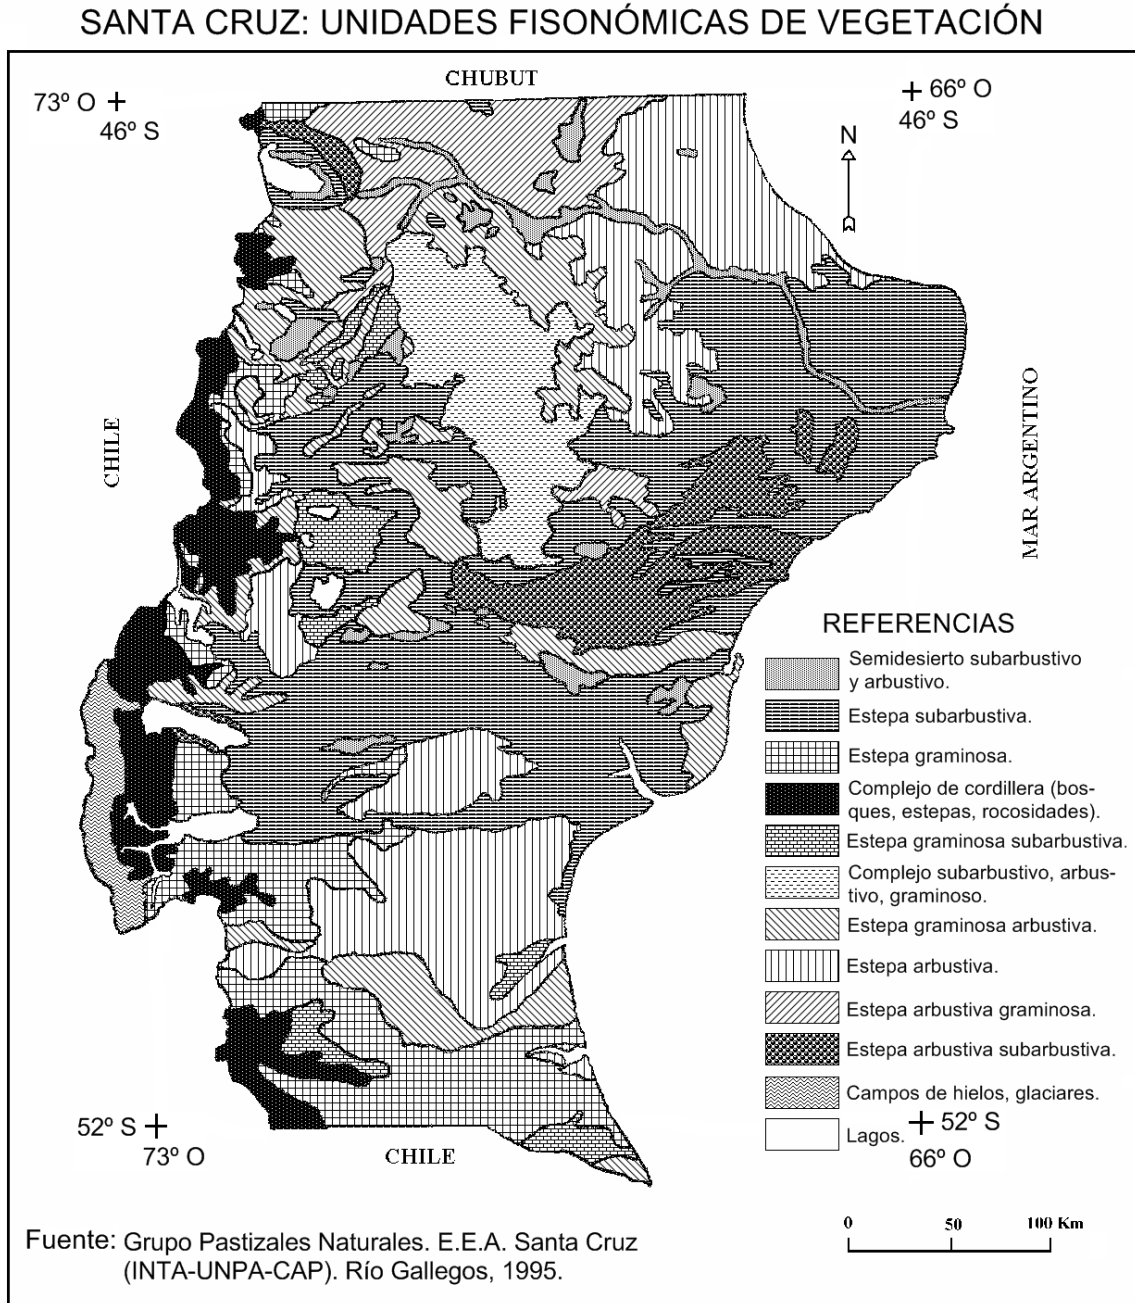 SANTA CRUZ: UNIDADES FISONÓMICAS DE VEGETACIÓN
CHUBUT
73º O
46º S
66º O
46º S
N
CHILE
MAR ARGENTINO
REFERENCIAS
Semidesierto subarbustivo
y arbustivo.
Estepa subarbustiva.
Estepa graminosa.
Complejo de cordillera (bos-
ques, estepas, rocosidades).
Estepa graminosa subarbustiva.
Complejo subarbustivo, arbus-
tivo, graminoso.
Estepa graminosa arbustiva.
Estepa arbustiva.
Estepa arbustiva graminosa.
Estepa arbustiva subarbustiva.
Campos de hielos, glaciares.
Lagos.
52º S
66º O
52º S
73º O
CHILE
0 50 100 Km
Fuente: Grupo Pastizales Naturales. E.E.A. Santa Cruz
(INTA-UNPA-CAP). Río Gallegos, 1995.